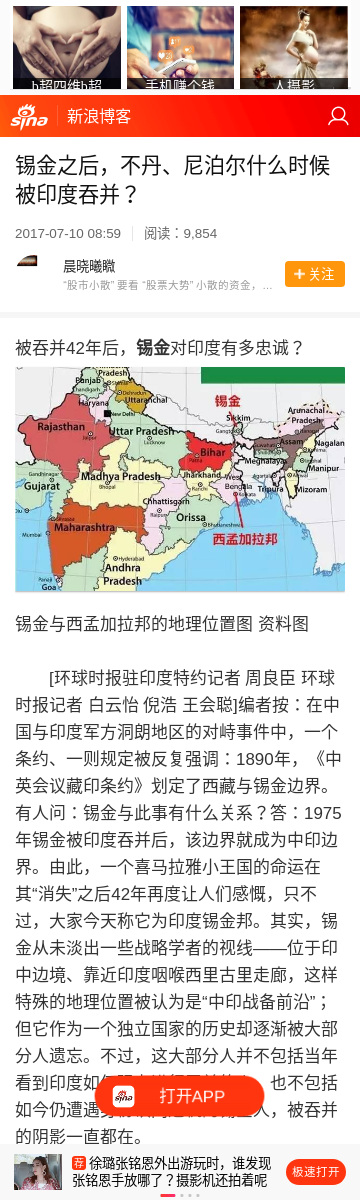 h超四维b超
手机赚个钱
人摄影
sina
新浪博客
锡金之后，不丹、尼泊尔什么时候
被印度吞并？
2017-07-10 08:59
阅读：9,854
晨晓曦暾
“股市小散” 要看 “股票大势” 小散的资金，...
+ 关注
被吞并42年后，锡金对印度有多忠诚？
Punjab
Chandigarh
Pradesh
Dehradun
Uttaranchal
Haryana
New Delhi
锡金
Sikkim
Arunachal
Pradesh
Rajasthan
Jaipur
Uttar Pradesh
Lucknow
Gangtok
Assam
Nagaland
Bihar
Meghalaya
Manipur
Gandhinagar
Gujarat
Madhya Pradesh
Bhopal
Jharkhand
Ranchi
West
Bengal
Kolkata
Tripura
Mizoram
Chhattisgarh
Raipur
Orissa
Mumbai
Maharashtra
西孟加拉邦
Hyderabad
Andhra
Pradesh
Panaji
Goa
锡金与西孟加拉邦的地理位置图 资料图
[环球时报驻印度特约记者 周良臣 环球
时报记者 白云怡 倪浩 王会聪]编者按：在中
国与印度军方洞朗地区的对峙事件中，一个
条约、一则规定被反复强调：1890年，《中
英会议藏印条约》划定了西藏与锡金边界。
有人问：锡金与此事有什么关系？答：1975
年锡金被印度吞并后，该边界就成为中印边
界。由此，一个喜马拉雅小王国的命运在
其“消失”之后42年再度让人们感慨，只不
过，大家今天称它为印度锡金邦。其实，锡
金从未淡出一些战略学者的视线——位于印
中边境、靠近印度咽喉西里古里走廊，这样
特殊的地理位置被认为是“中印战备前沿”；
但它作为一个独立国家的历史却逐渐被大部
分人遗忘。不过，这大部分人并不包括当年
看到印度如
也不包括
如今仍遭遇
人，被吞并
的阴影一直都在。
sina
打开APP
荐 徐璐张铭恩外出游玩时，谁发现
张铭恩手放哪了？摄影机还拍着呢
极速打开